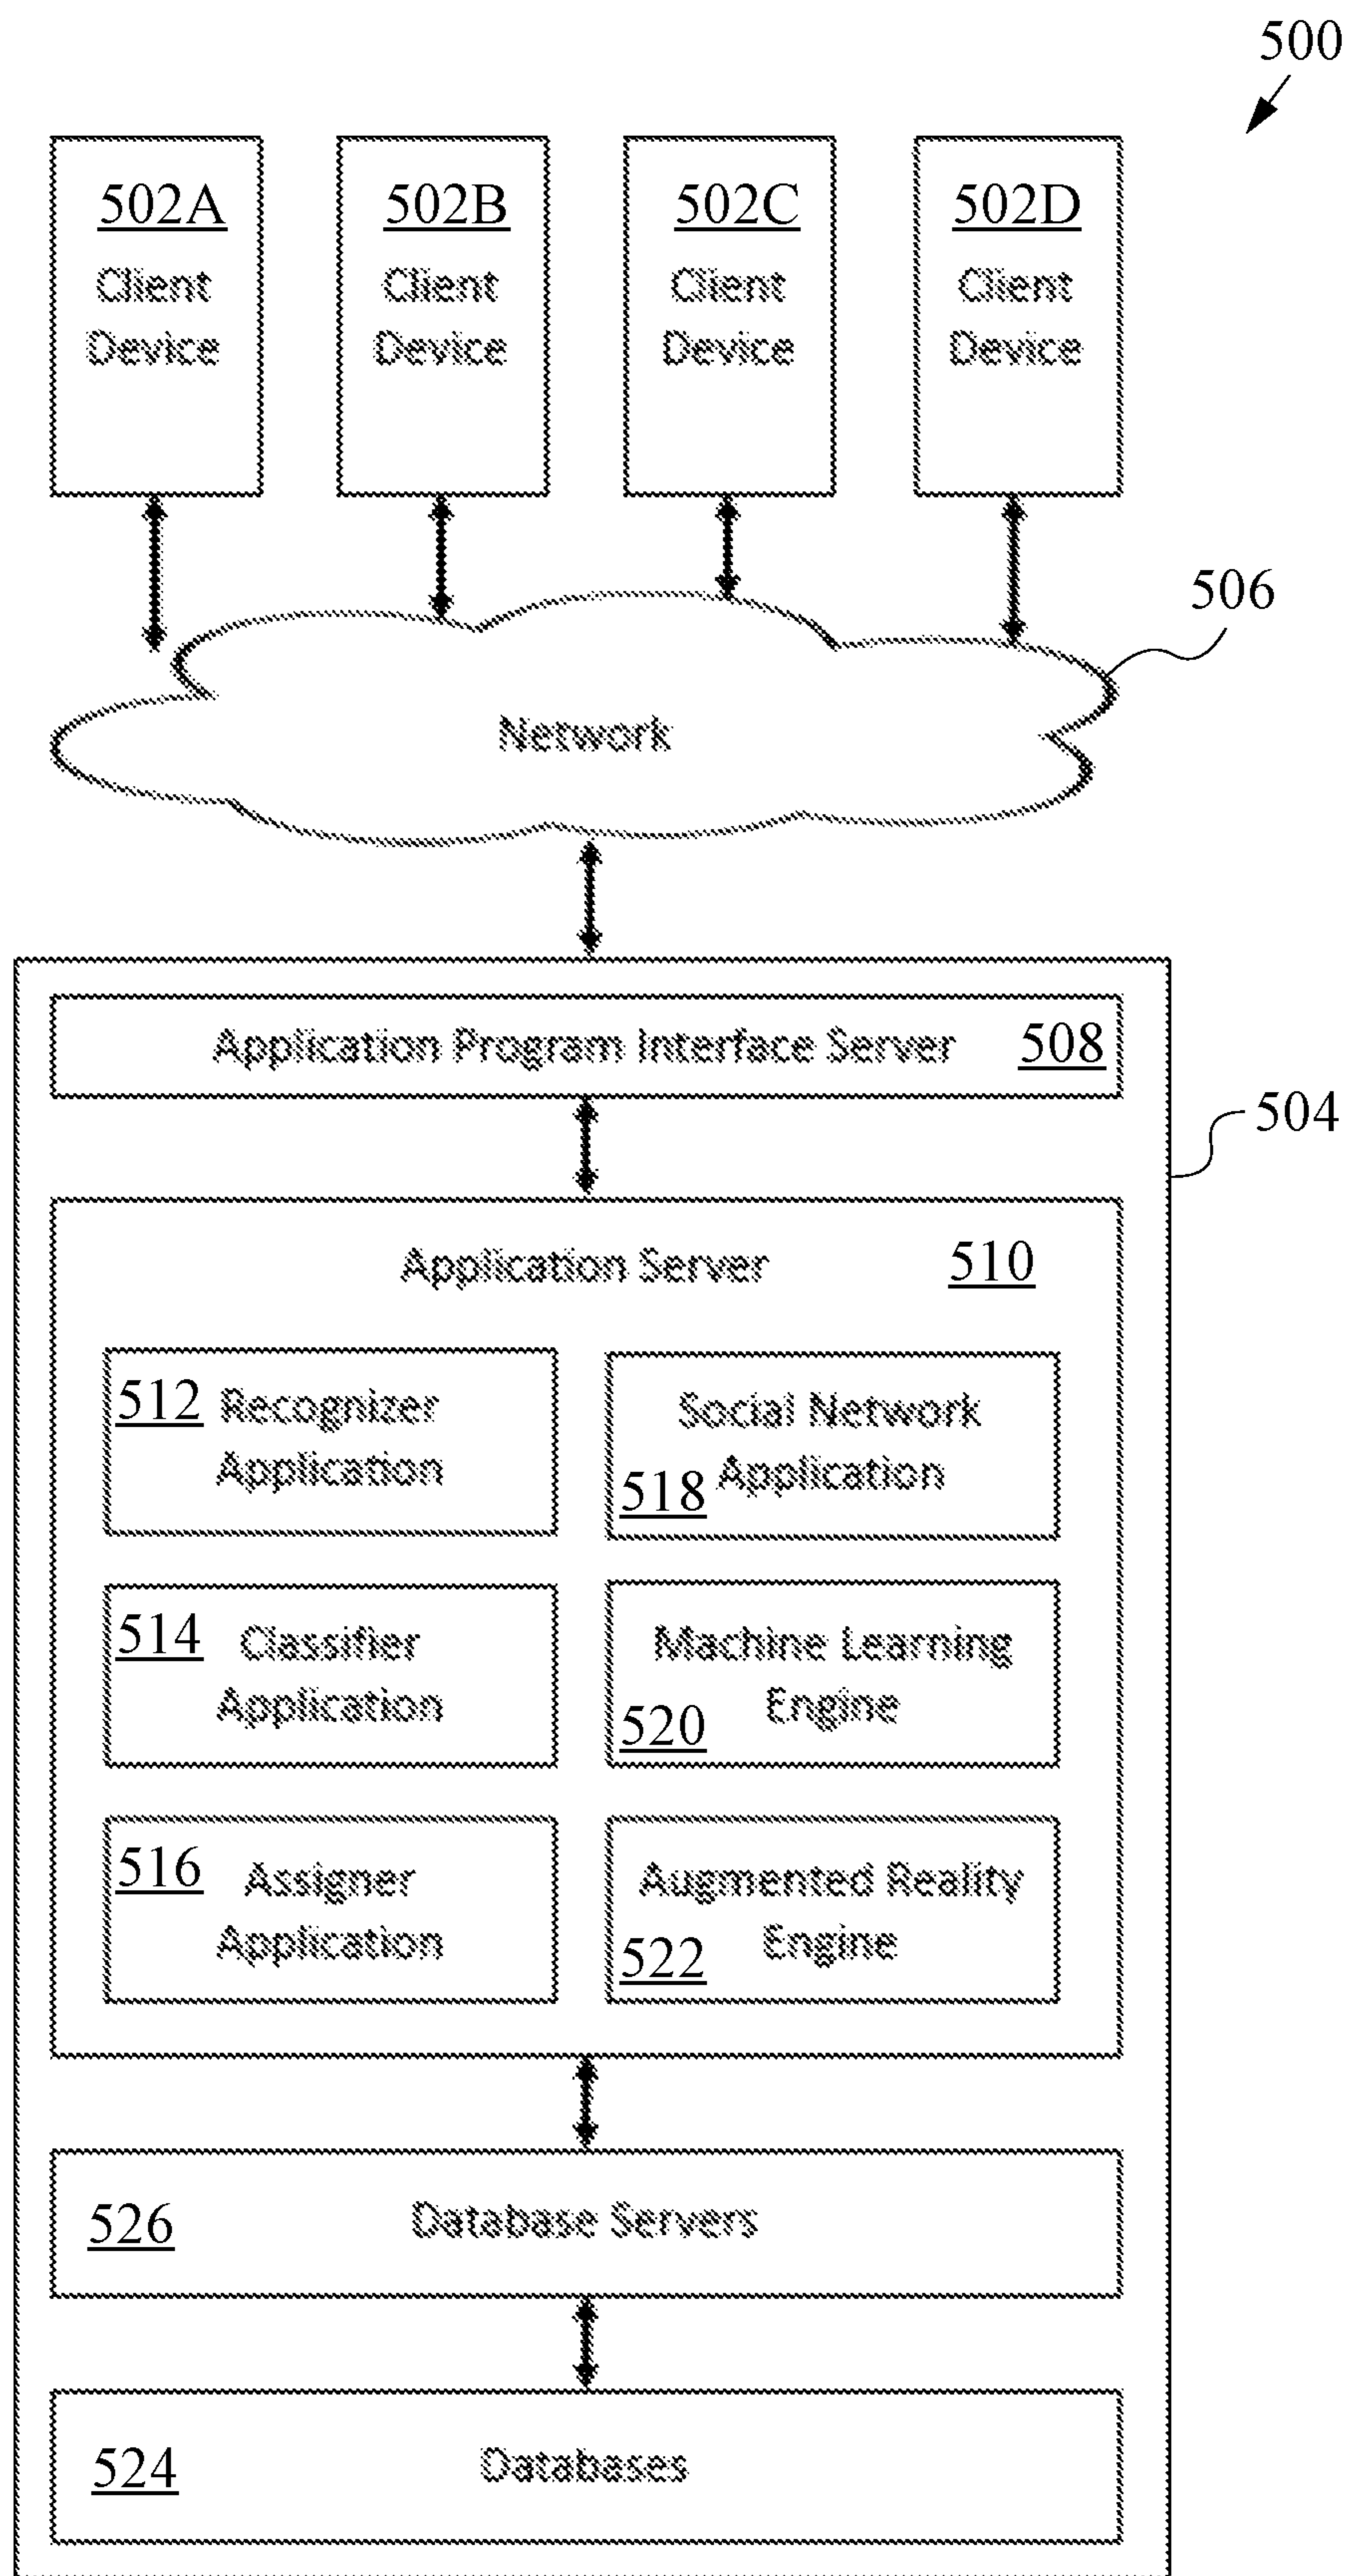 500
502A
Client
Device
502B
Client
Device
502C
Client
Device
502D
Client
Device
506
Network
Application Program Interface Server 508
504
Application Server 510
512 Recognizer
Application
Social Network
518 Application
514 Classifier
Application
Machine Learning
520 Engine
516 Assigner
Application
Augmented Reality
522 Engine
526 Database Servers
524 Databases